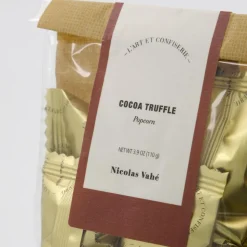 L'ART ET CONFISERIE
COCOA TRUFFLE
Popcorn
NET WT 3.9 OZ (110 g)
Nicolas Vahé